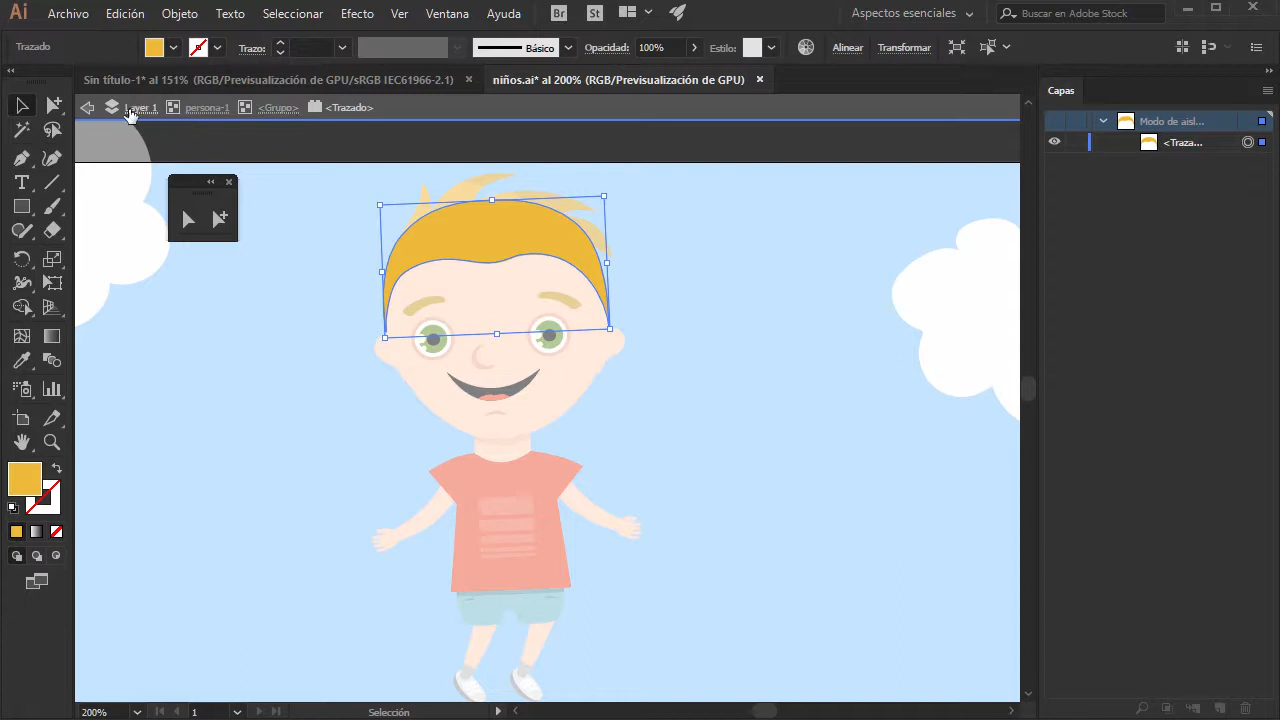 Ai Archivo Edición Objeto Texto Seleccionar Efecto Ver Ventana Ayuda Br St Aspectos esenciales Buscar en Adobe Stock
Trazado Trazo: Básico Opacidad: 100% Estilo: Alinear Transformar
Sin título-1* al 151% (RGB/Previsualización de GPU/sRGB IEC61966-2.1) × niños.ai* al 200% (RGB/Previsualización de GPU) ×
Layer 1 persona-1 <Grupo> <Trazado>
Capas
Modo de aisl...
<Traza...
200% 1 Selección